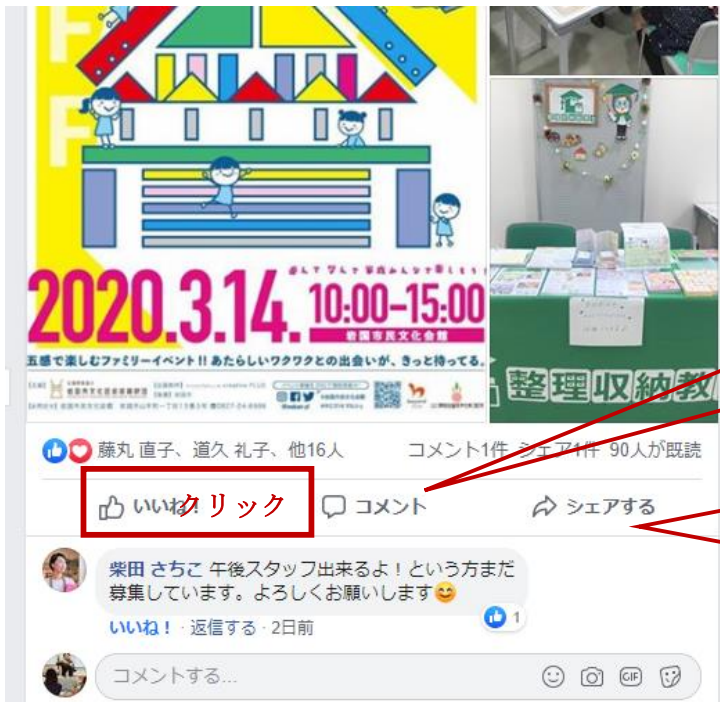 2020.3.14. 10:00-15:00
岩国市民文化会館
五感で楽しむファミリーイベント!! あたらしいワクワクとの出会いが、きっと待ってる。
整理収納教
藤丸 直子、道久 礼子、他16人 コメント1件 シェア1件 90人が既読
いいね! クリック コメント シェアする
柴田 さちこ 午後スタッフ出来るよ！という方まだ
募集しています。よろしくお願いします😊
いいね！ · 返信する · 2日前 1
コメントする... GIF